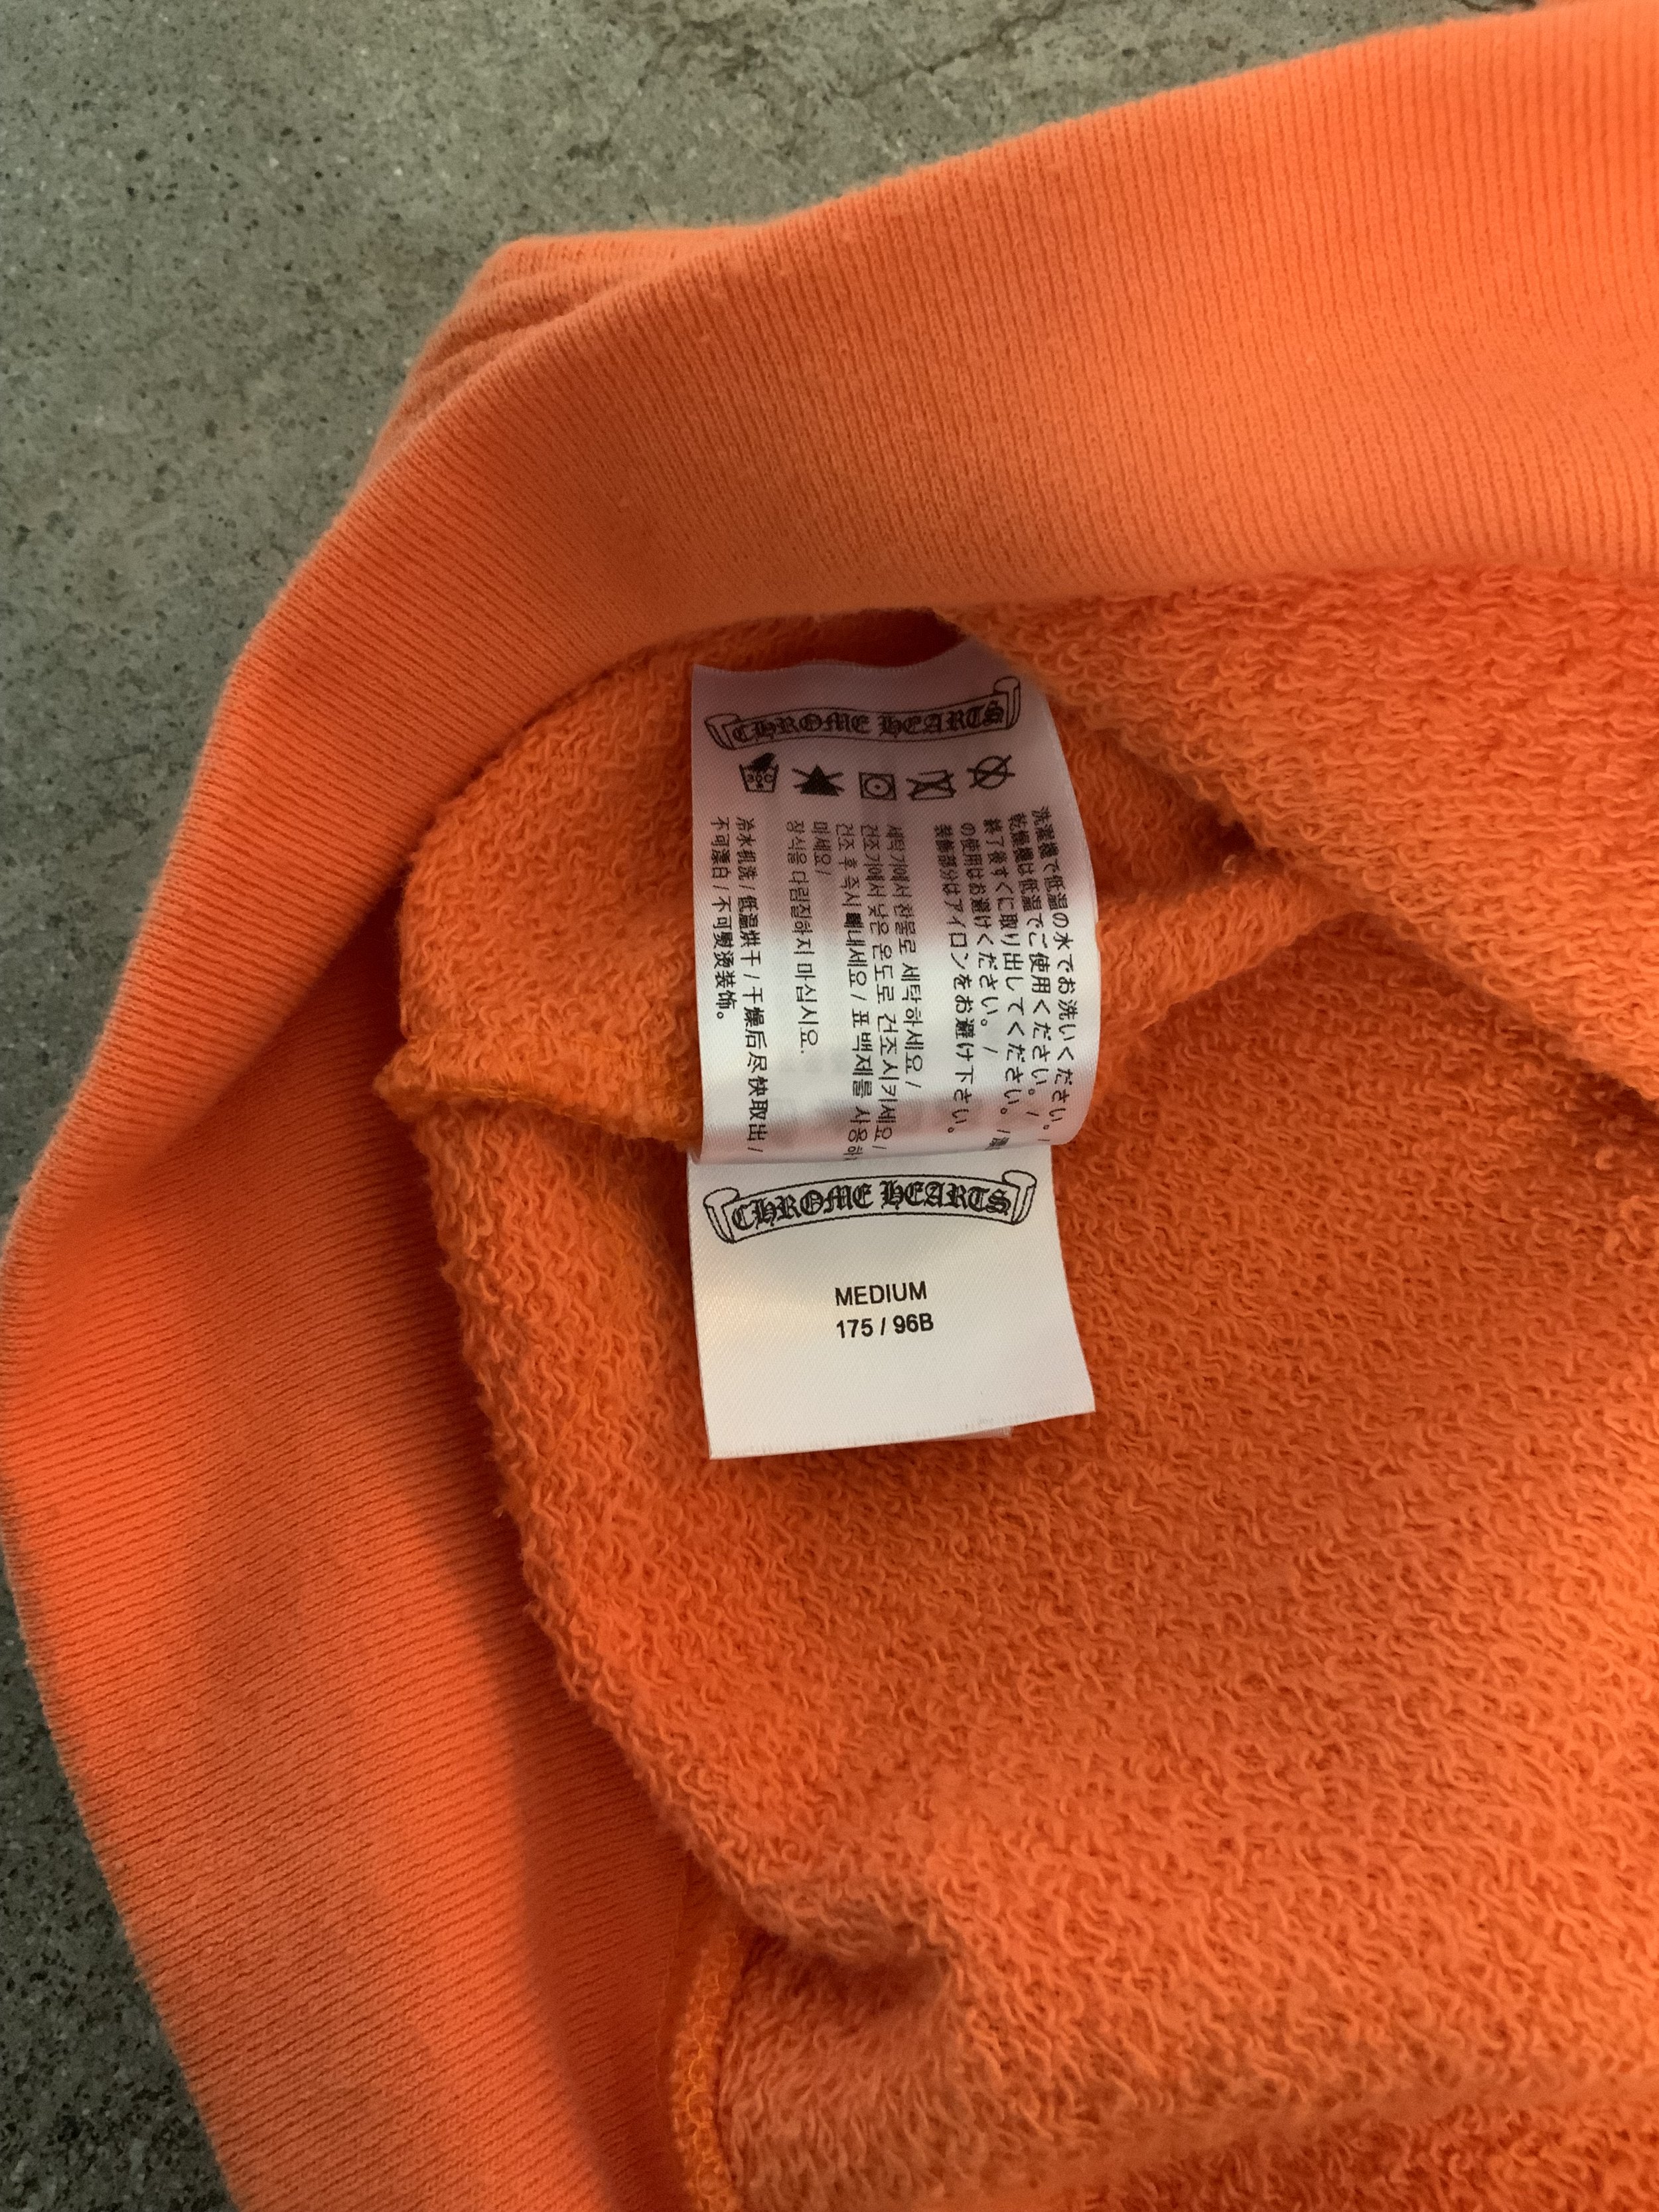 CHROME HEARTS
洗濯機で低温の水でお洗いください。/
乾燥機は低温でご使用ください。/
終了後すぐに取り出してください。/
の使用はお避けください。/
装飾部分はアイロンをお避け下さい。
세탁기에서 찬물로 세탁하세요 /
건조기에서 낮은 온도로 건조시키세요 /
건조 후 즉시 빼내세요 / 표백제를 사용하
마세요 /
장식을 다림질하지 마십시오.
冷水机洗 / 低温烘干 / 干燥后尽快取出 /
不可漂白 / 不可熨烫装饰。
CHROME HEARTS
MEDIUM
175 / 96B